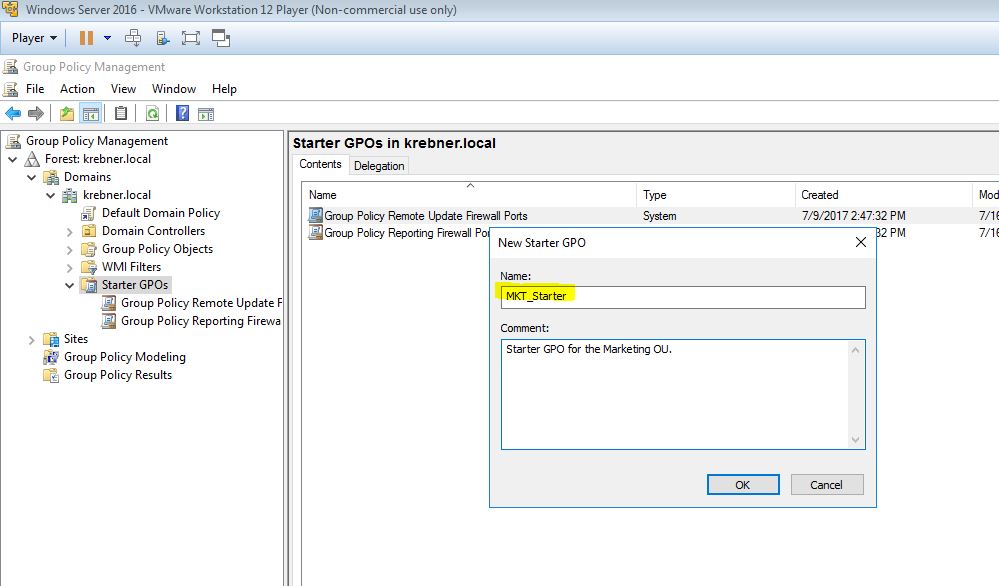 Windows Server 2016 - VMware Workstation 12 Player (Non-commercial use only)
Player
Group Policy Management
File Action View Window Help
Group Policy Management
Forest: krebner.local
Domains
krebner.local
Default Domain Policy
Domain Controllers
Group Policy Objects
WMI Filters
Starter GPOs
Group Policy Remote Update F
Group Policy Reporting Firewa
Sites
Group Policy Modeling
Group Policy Results
Starter GPOs in krebner.local
Contents Delegation
Name Type Created Mod
Group Policy Remote Update Firewall Ports System 7/9/2017 2:47:32 PM 7/16
Group Policy Reporting Firewall Por 32 PM 7/16
New Starter GPO
Name:
MKT_Starter
Comment:
Starter GPO for the Marketing OU.
OK Cancel